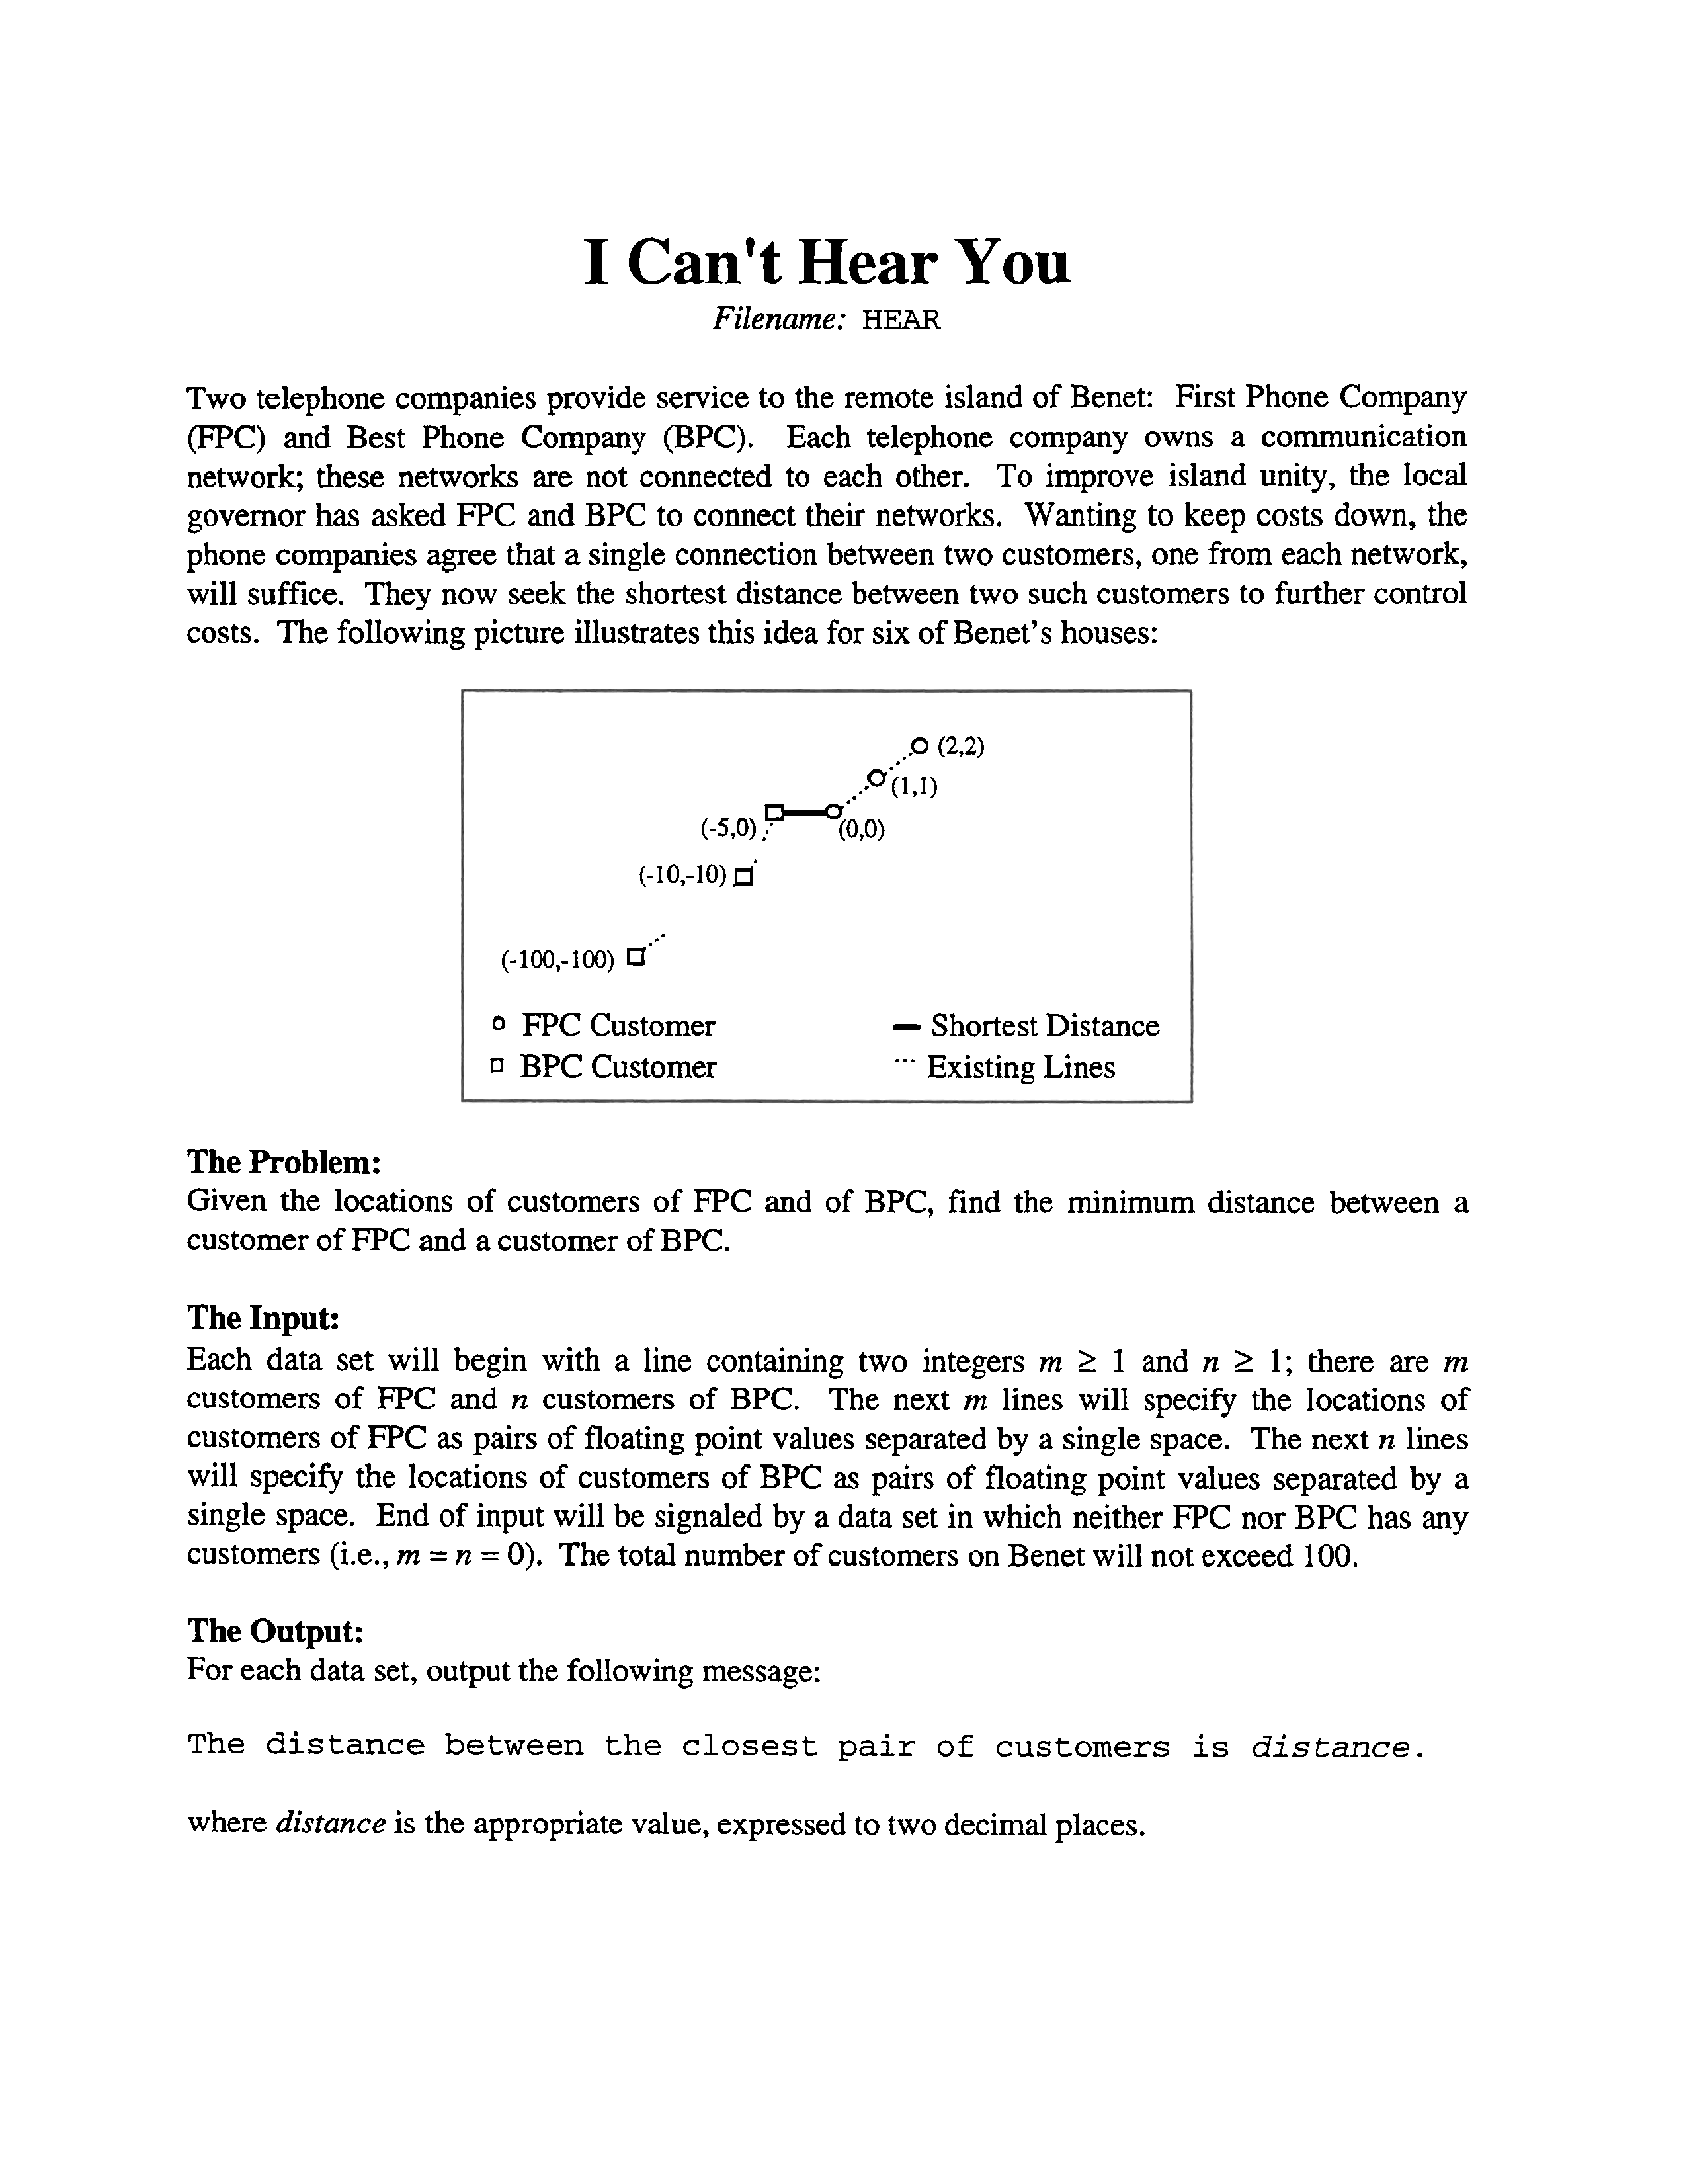 I Can't Hear You
Filename: HEAR
Two telephone companies provide service to the remote island of Benet: First Phone Company
(FPC) and Best Phone Company (BPC). Each telephone company owns a communication
network; these networks are not connected to each other. To improve island unity, the local
governor has asked FPC and BPC to connect their networks. Wanting to keep costs down, the
phone companies agree that a single connection between two customers, one from each network,
will suffice. They now seek the shortest distance between two such customers to further control
costs. The following picture illustrates this idea for six of Benet's houses:
(2,2)
(1,1)
(-5,0) (0,0)
(-10,-10)
(-100,-100)
FPC Customer Shortest Distance
BPC Customer Existing Lines
The Problem:
Given the locations of customers of FPC and of BPC, find the minimum distance between a
customer of FPC and a customer of BPC.
The Input:
Each data set will begin with a line containing two integers m ≥ 1 and n ≥ 1; there are m
customers of FPC and n customers of BPC. The next m lines will specify the locations of
customers of FPC as pairs of floating point values separated by a single space. The next n lines
will specify the locations of customers of BPC as pairs of floating point values separated by a
single space. End of input will be signaled by a data set in which neither FPC nor BPC has any
customers (i.e., m = n = 0). The total number of customers on Benet will not exceed 100.
The Output:
For each data set, output the following message:
The distance between the closest pair of customers is distance.
where distance is the appropriate value, expressed to two decimal places.